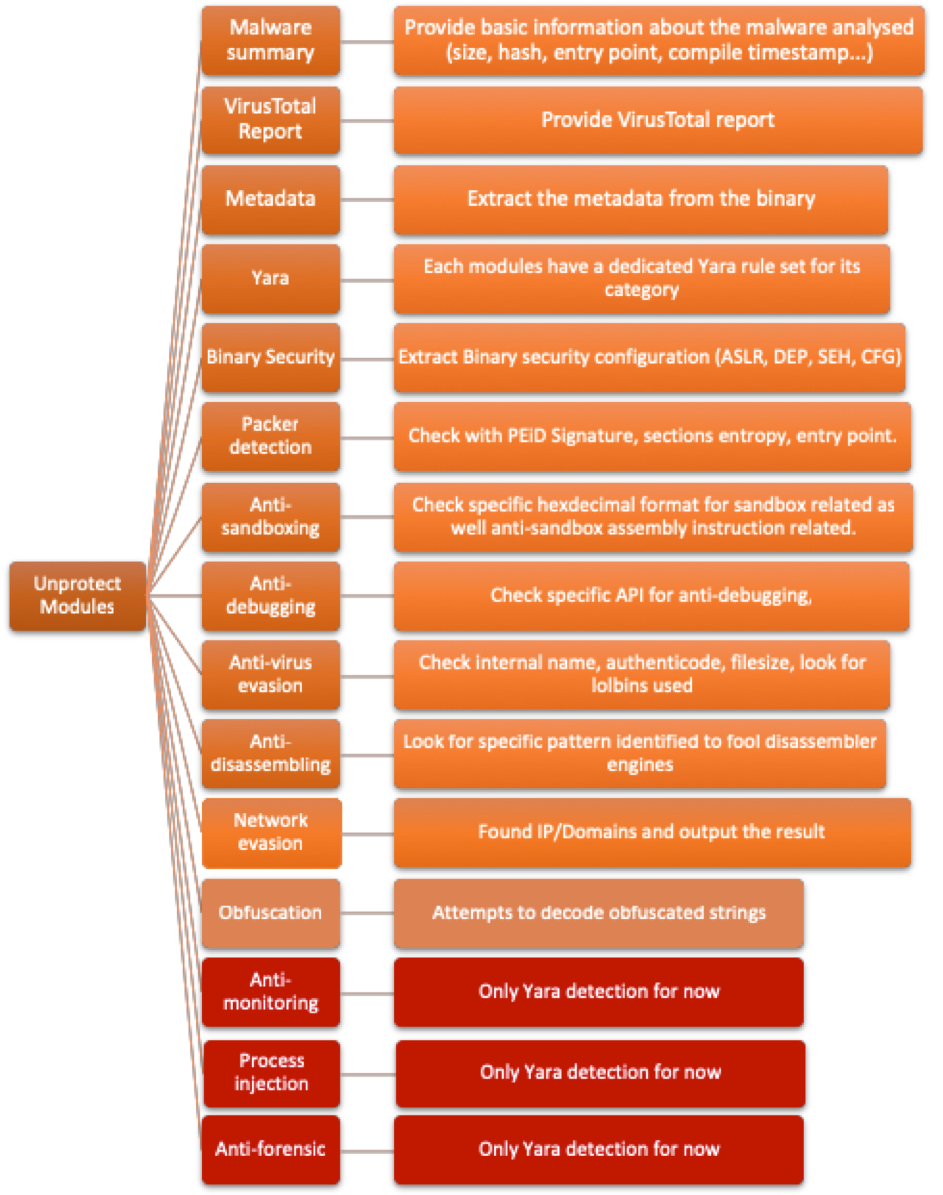 Malware
summary
Provide basic information about the malware analysed
(size, hash, entry point, compile timestamp...)
VirusTotal
Report
Provide VirusTotal report
Metadata
Extract the metadata from the binary
Yara
Each modules have a dedicated Yara rule set for its
category
Binary Security
Extract Binary security configuration (ASLR, DEP, SEH, CFG)
Packer
detection
Check with PEiD Signature, sections entropy, entry point.
Anti-
sandboxing
Check specific hexdecimal format for sandbox related as
well anti-sandbox assembly instruction related.
Unprotect
Modules
Anti-
debugging
Check specific API for anti-debugging,
Anti-virus
evasion
Check internal name, authenticode, filesize, look for
lolbins used
Anti-
disassembling
Look for specific pattern identified to fool disassembler
engines
Network
evasion
Found IP/Domains and output the result
Obfuscation
Attempts to decode obfuscated strings
Anti-
monitoring
Only Yara detection for now
Process
injection
Only Yara detection for now
Anti-forensic
Only Yara detection for now